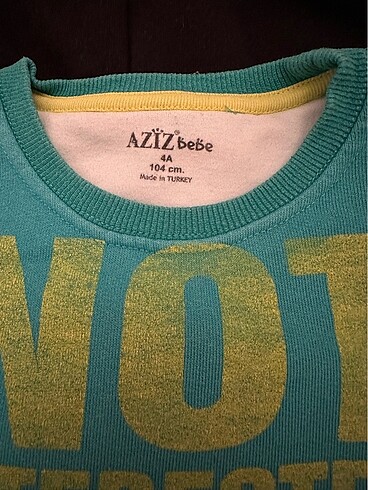 AZIZ® bebe
4A
104 cm.
Made in TURKEY
NOT